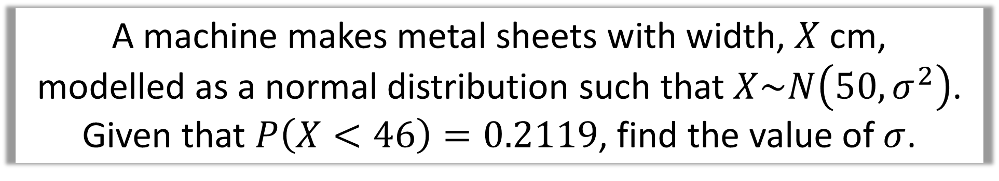 A machine makes metal sheets with width, X cm,
modelled as a normal distribution such that X~N(50, σ²).
Given that P(X < 46) = 0.2119, find the value of σ.